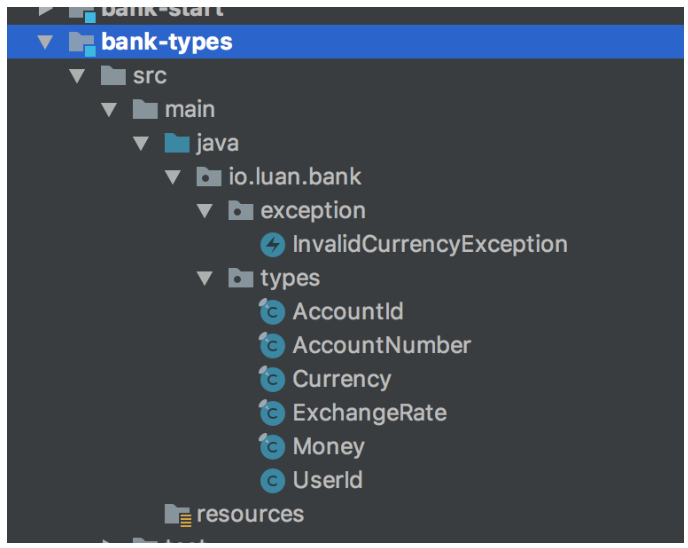 bank-start
bank-types
src
main
java
io.luan.bank
exception
InvalidCurrencyException
types
AccountId
AccountNumber
Currency
ExchangeRate
Money
UserId
resources